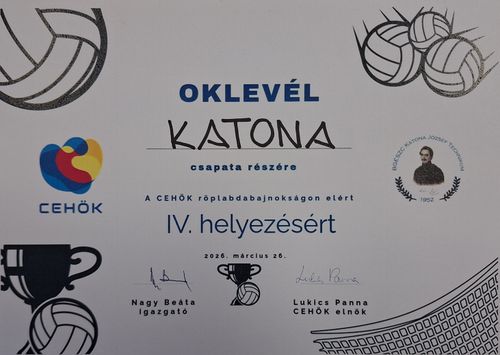 OKLEVÉL
KATONA
csapata részére
CEHÖK
A CEHÖK röplabdabajnokságon elért
IV. helyezésért
2026. március 26.
Nagy Beáta
Igazgató
Lukics Panna
CEHÖK elnök
1952